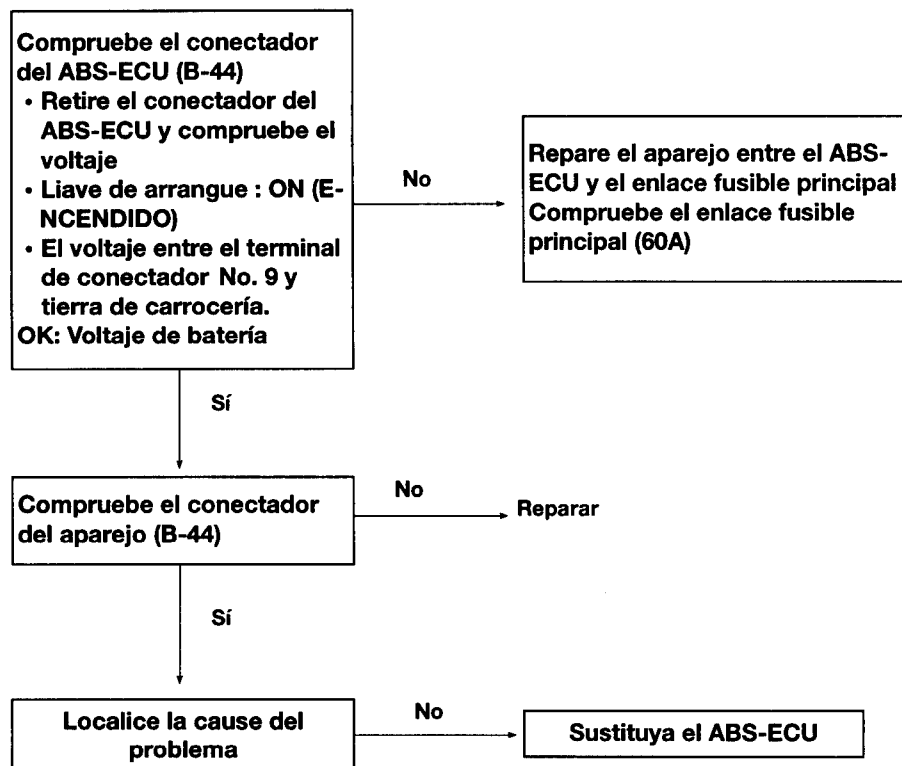 Compruebe el conectador
del ABS-ECU (B-44)
• Retire el conectador del
ABS-ECU y compruebe el
voltaje
• Liave de arrangue : ON (E-
NCENDIDO)
• El voltaje entre el terminal
de conectador No. 9 y
tierra de carrocería.
OK: Voltaje de batería
No
Repare el aparejo entre el ABS-
ECU y el enlace fusible principal
Compruebe el enlace fusible
principal (60A)
Sí
Compruebe el conectador
del aparejo (B-44)
No
Reparar
Sí
Localice la cause del
problema
No
Sustituya el ABS-ECU